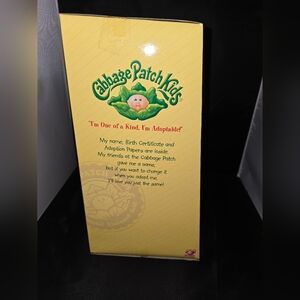 Cabbage Patch Kids
"I'm One of a Kind, I'm Adoptable!"
My name, Birth Certificate and
Adoption Papers are inside.
My friends at the Cabbage Patch
gave me a name,
But if you want to change it
when you adopt me,
I'll love you just the same!